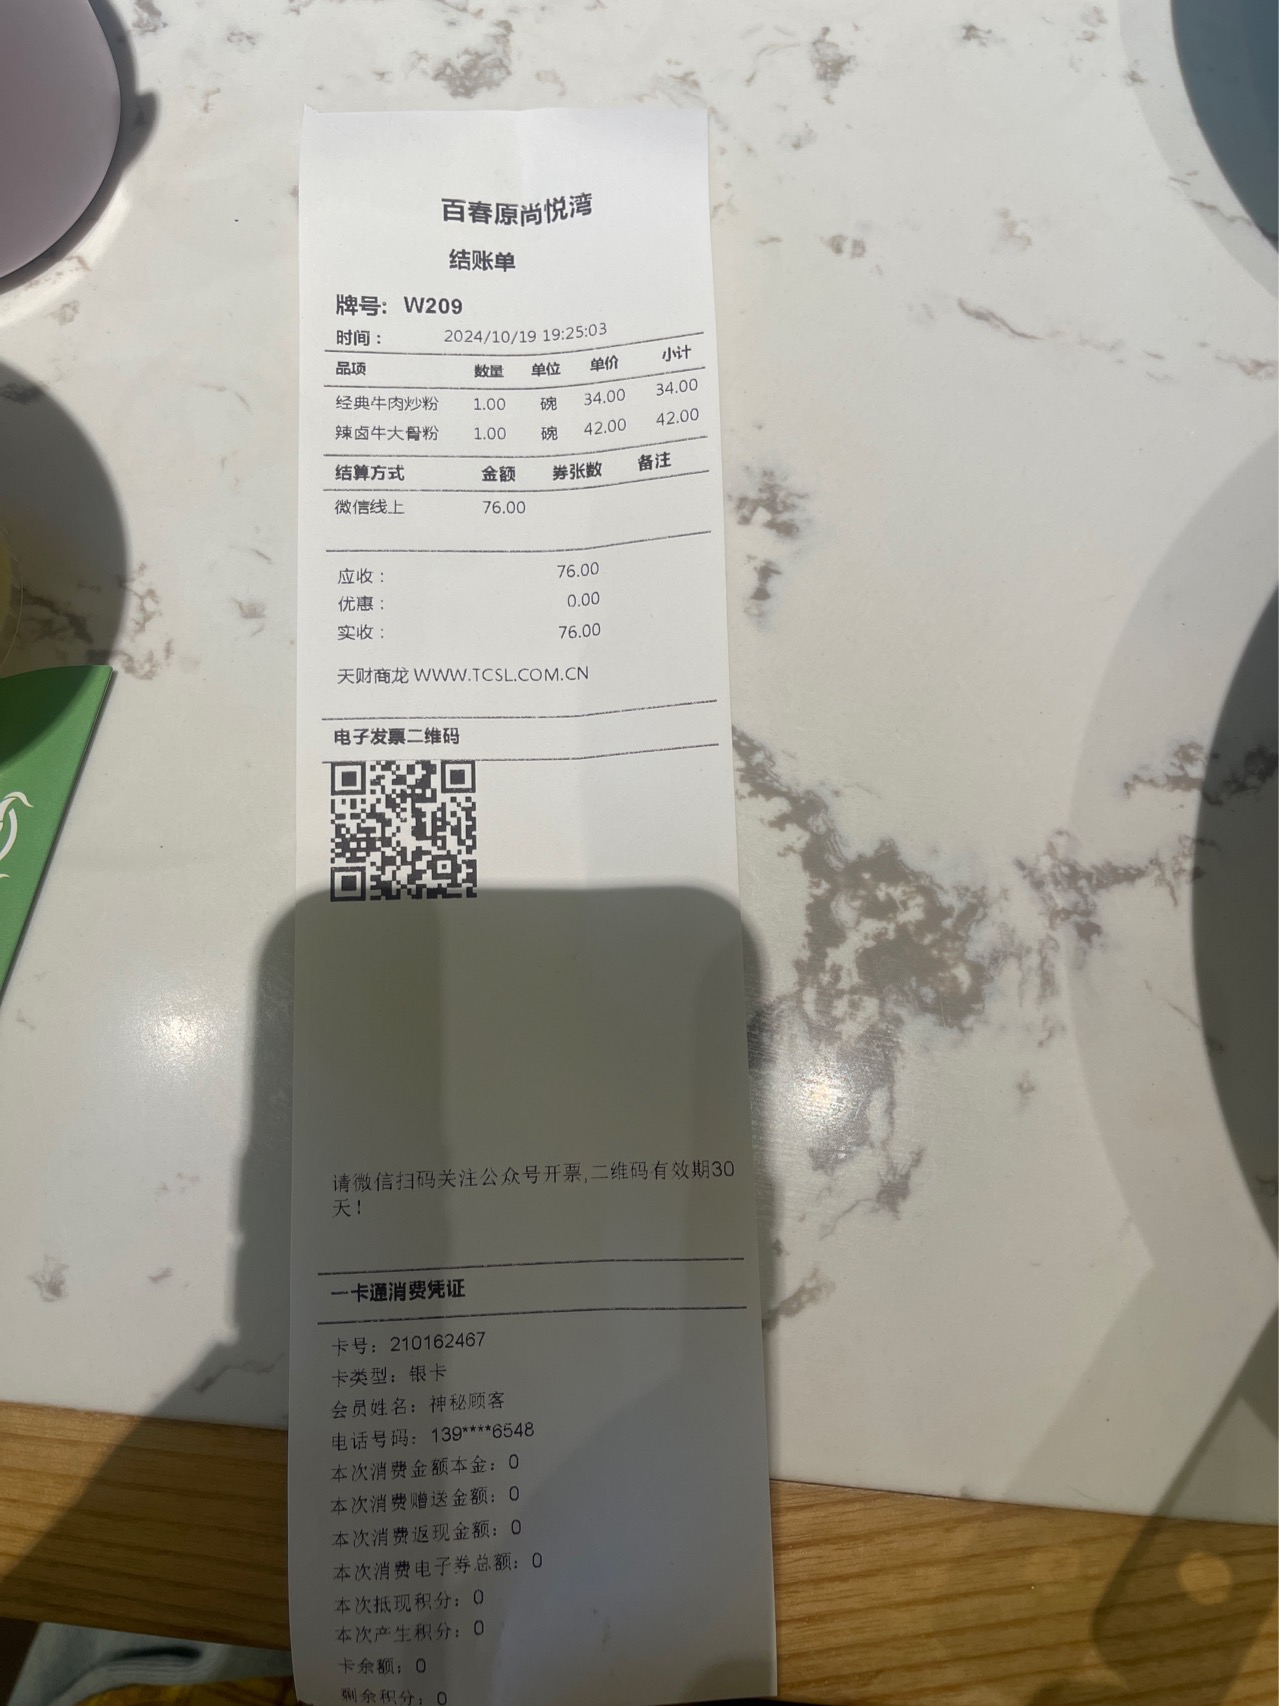 百春原尚悦湾
结账单
牌号: W209
时间: 2024/10/19 19:25:03
品项 数量 单位 单价 小计
经典牛肉炒粉 1.00 碗 34.00 34.00
辣卤牛大骨粉 1.00 碗 42.00 42.00
结算方式 金额 券张数 备注
微信线上 76.00
应收: 76.00
优惠: 0.00
实收: 76.00
天财商龙 WWW.TCSL.COM.CN
电子发票二维码
请微信扫码关注公众号开票,二维码有效期30
天!
一卡通消费凭证
卡号: 210162467
卡类型: 银卡
会员姓名: 神秘顾客
电话号码: 139****6548
本次消费金额本金: 0
本次消费赠送金额: 0
本次消费返现金额: 0
本次消费电子券总额: 0
本次抵现积分: 0
本次产生积分: 0
卡余额: 0
剩余积分: 0